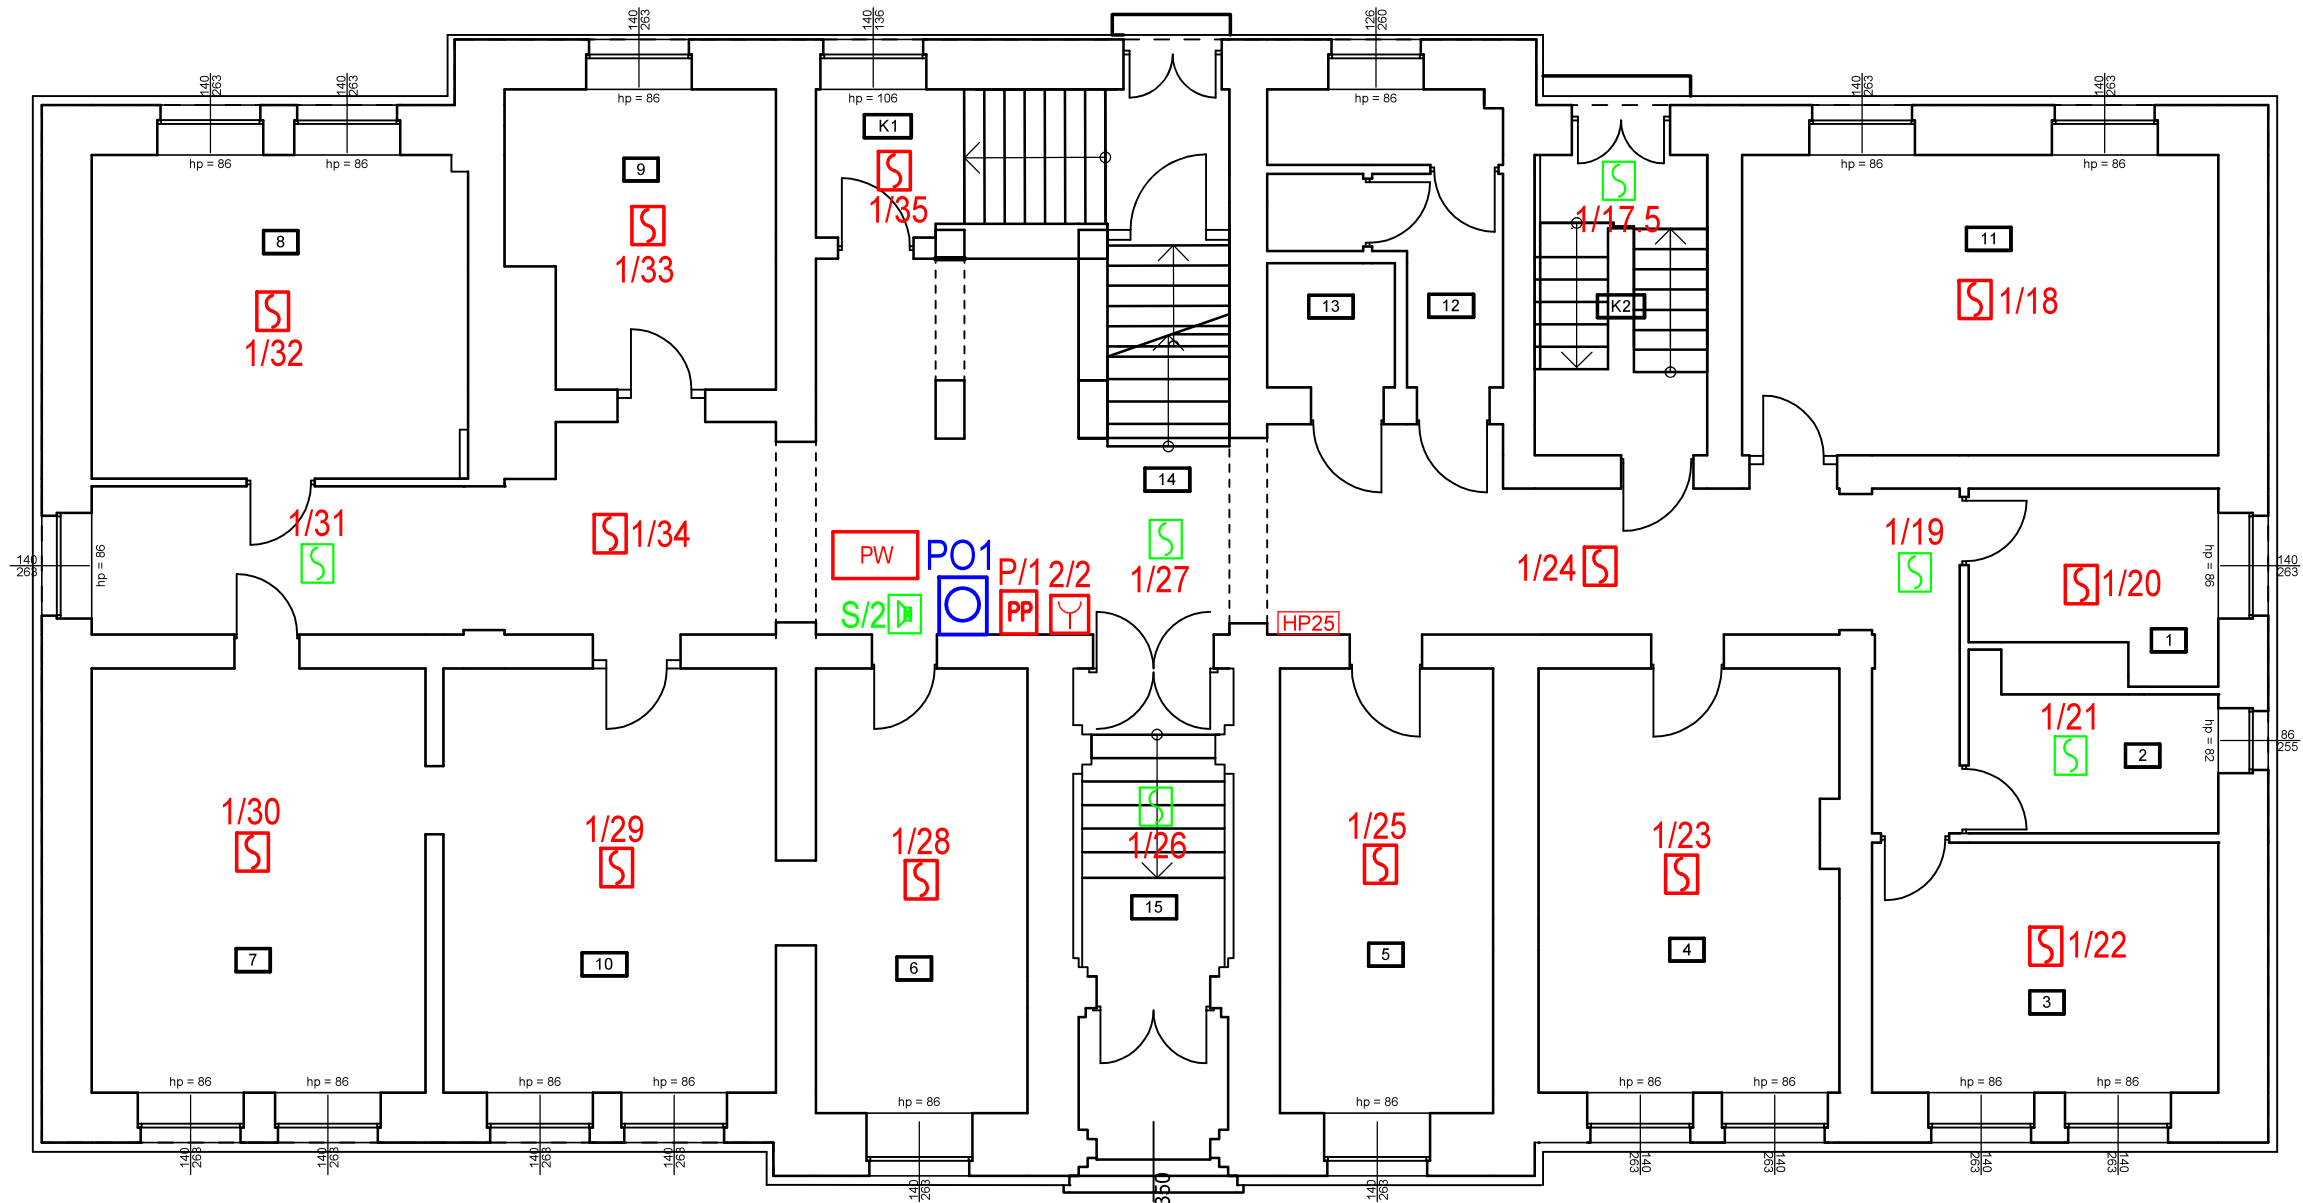 140
263
140
136
126
260
140
263
140
263
140
263
140
263
hp = 86
hp = 106
hp = 86
hp = 86
hp = 86
hp = 86
hp = 86
K1
9
1/33
1/35
1/17.5
8
1/32
11
1/18
13
12
K2
14
1/31
1/34
PW
PO1
P/1
2/2
S/2
PP
1/27
HP25
1/24
1/19
1/20
1
140
263
hp = 86
hp = 86
140
263
1/21
2
hp = 82
86
255
1/30
1/29
1/28
1/26
1/25
1/23
15
7
10
6
5
4
1/22
3
hp = 86
hp = 86
hp = 86
hp = 86
hp = 86
hp = 86
hp = 86
hp = 86
hp = 86
hp = 86
140
263
140
263
140
263
140
263
140
263
350
140
263
140
263
140
263
140
263
140
263